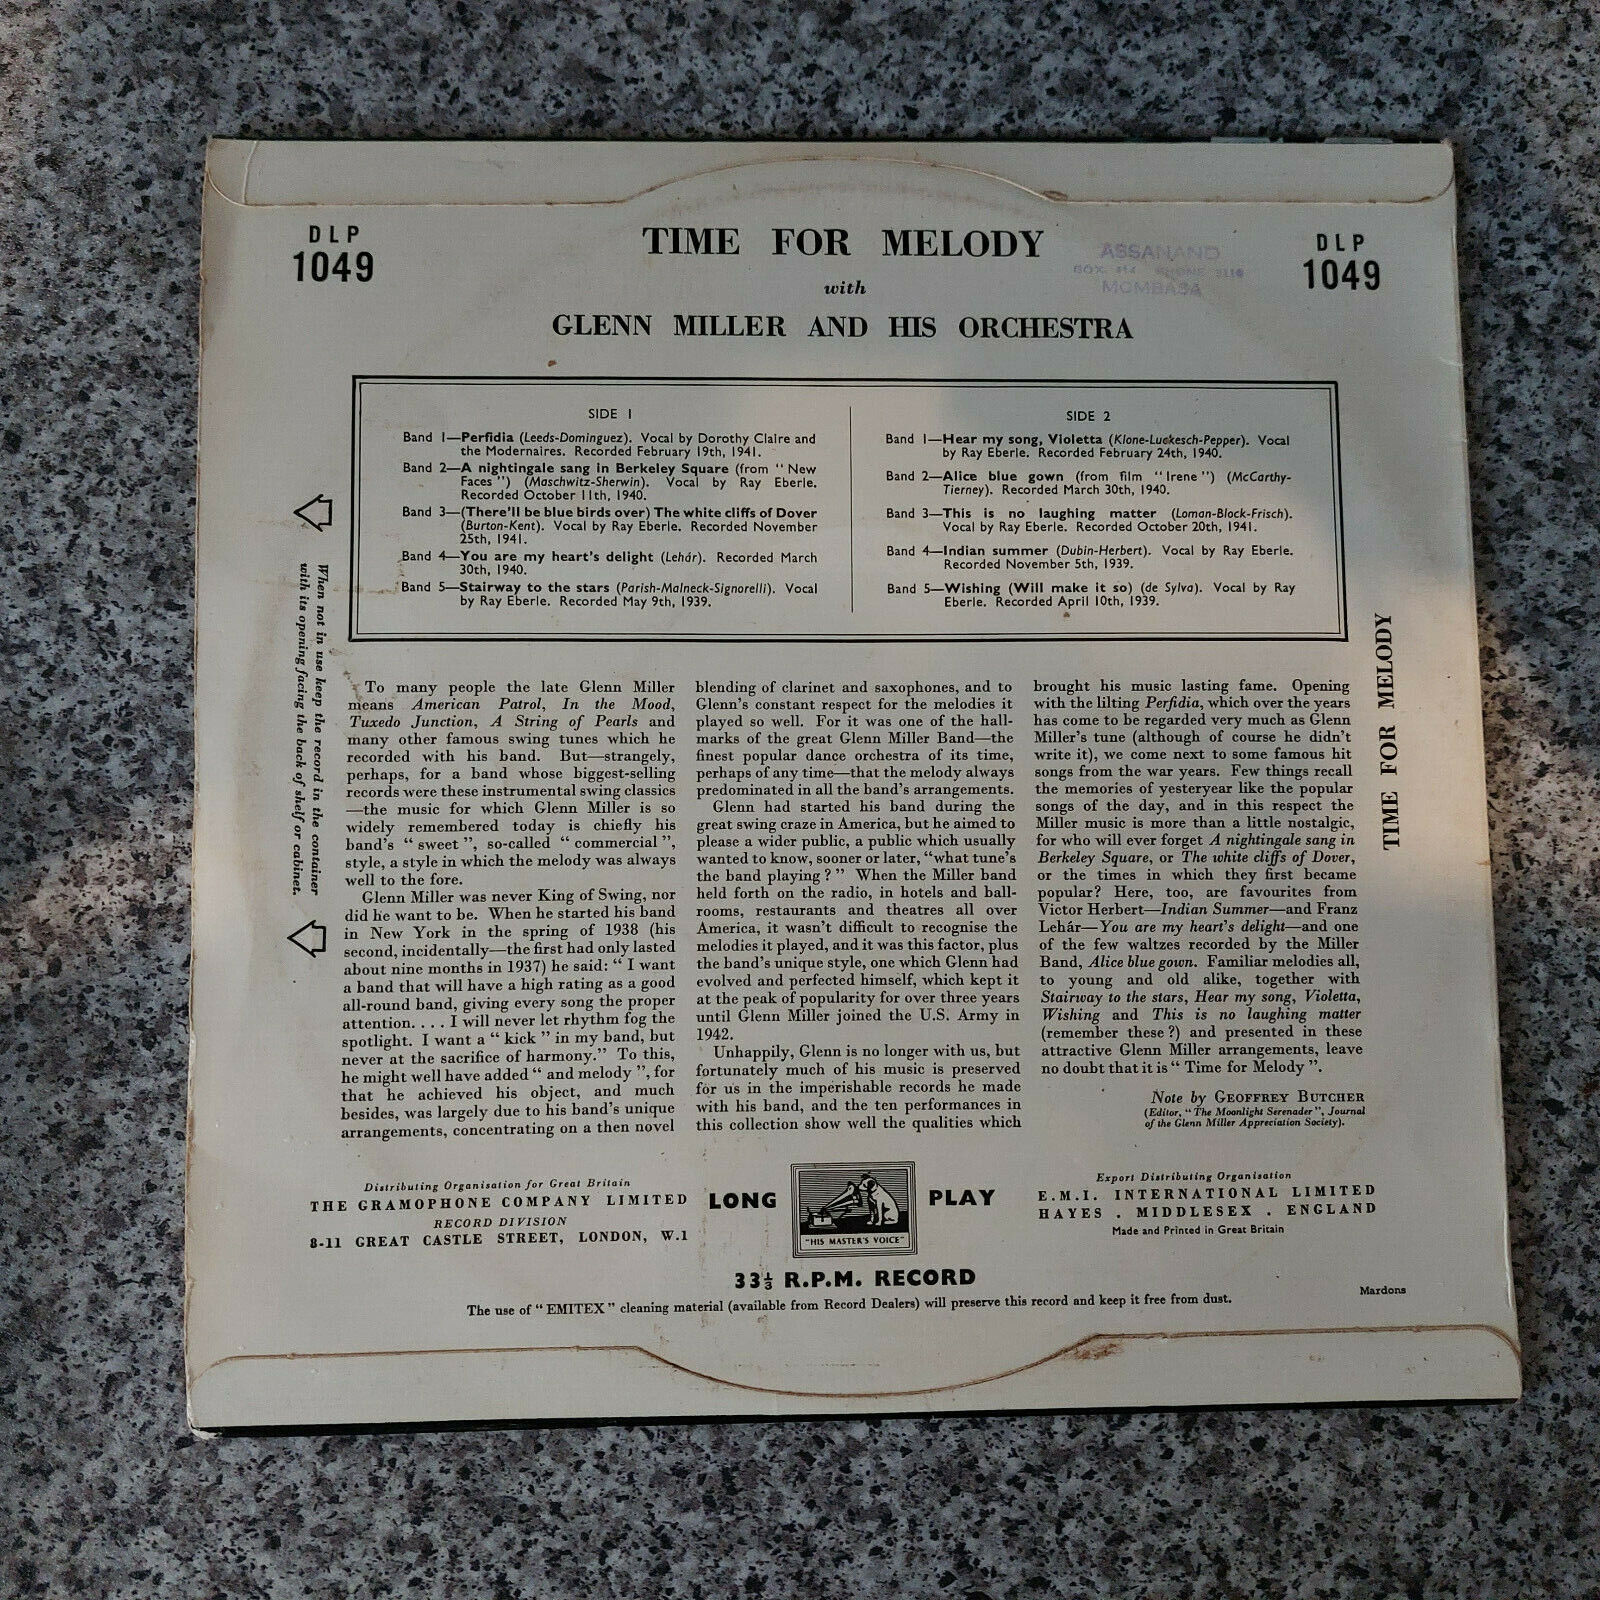 DLP
1049
TIME FOR MELODY
with
GLENN MILLER AND HIS ORCHESTRA
ASSANAND
BOX PHONE
MOMBASA
DLP
1049
SIDE 1
Band 1—Perfidia (Leeds-Dominguez). Vocal by Dorothy Claire and
the Modernaires. Recorded February 19th, 1941.
Band 2—A nightingale sang in Berkeley Square (from "New
Faces") (Maschwitz-Sherwin). Vocal by Ray Eberle.
Recorded October 11th, 1940.
Band 3—(There'll be blue birds over) The white cliffs of Dover
(Burton-Kent). Vocal by Ray Eberle. Recorded November
25th, 1941.
Band 4—You are my heart's delight (Lehár). Recorded March
30th, 1940.
Band 5—Stairway to the stars (Parish-Malneck-Signorelli). Vocal
by Ray Eberle. Recorded May 9th, 1939.
SIDE 2
Band 1—Hear my song, Violetta (Klone-Luckesch-Pepper). Vocal
by Ray Eberle. Recorded February 24th, 1940.
Band 2—Alice blue gown (from film "Irene") (McCarthy-
Tierney). Recorded March 30th, 1940.
Band 3—This is no laughing matter (Loman-Block-Frisch).
Vocal by Ray Eberle. Recorded October 20th, 1941.
Band 4—Indian summer (Dubin-Herbert). Vocal by Ray Eberle.
Recorded November 5th, 1939.
Band 5—Wishing (Will make it so) (de Sylva). Vocal by Ray
Eberle. Recorded April 10th, 1939.
When not in use keep the record in the container
with its opening facing the back of shelf or cabinet.
To many people the late Glenn Miller
means American Patrol, In the Mood,
Tuxedo Junction, A String of Pearls and
many other famous swing tunes which he
recorded with his band. But—strangely,
perhaps, for a band whose biggest-selling
records were these instrumental swing classics
—the music for which Glenn Miller is so
widely remembered today is chiefly his
band's "sweet", so-called "commercial",
style, a style in which the melody was always
well to the fore.
Glenn Miller was never King of Swing, nor
did he want to be. When he started his band
in New York in the spring of 1938 (his
second, incidentally—the first had only lasted
about nine months in 1937) he said: "I want
a band that will have a high rating as a good
all-round band, giving every song the proper
attention. . . . I will never let rhythm fog the
spotlight. I want a "kick" in my band, but
never at the sacrifice of harmony." To this,
he might well have added "and melody", for
that he achieved his object, and much
besides, was largely due to his band's unique
arrangements, concentrating on a then novel
blending of clarinet and saxophones, and to
Glenn's constant respect for the melodies it
played so well. For it was one of the hall-
marks of the great Glenn Miller Band—the
finest popular dance orchestra of its time,
perhaps of any time—that the melody always
predominated in all the band's arrangements.
Glenn had started his band during the
great swing craze in America, but he aimed to
please a wider public, a public which usually
wanted to know, sooner or later, "what tune's
the band playing?" When the Miller band
held forth on the radio, in hotels and ball-
rooms, restaurants and theatres all over
America, it wasn't difficult to recognise the
melodies it played, and it was this factor, plus
the band's unique style, one which Glenn had
evolved and perfected himself, which kept it
at the peak of popularity for over three years
until Glenn Miller joined the U.S. Army in
1942.
Unhappily, Glenn is no longer with us, but
fortunately much of his music is preserved
for us in the imperishable records he made
with his band, and the ten performances in
this collection show well the qualities which
brought his music lasting fame. Opening
with the lilting Perfidia, which over the years
has come to be regarded very much as Glenn
Miller's tune (although of course he didn't
write it), we come next to some famous hit
songs from the war years. Few things recall
the memories of yesteryear like the popular
songs of the day, and in this respect the
Miller music is more than a little nostalgic,
for who will ever forget A nightingale sang in
Berkeley Square, or The white cliffs of Dover,
or the times in which they first became
popular? Here, too, are favourites from
Victor Herbert—Indian Summer—and Franz
Lehár—You are my heart's delight—and one
of the few waltzes recorded by the Miller
Band, Alice blue gown. Familiar melodies all,
to young and old alike, together with
Stairway to the stars, Hear my song, Violetta,
Wishing and This is no laughing matter
(remember these?) and presented in these
attractive Glenn Miller arrangements, leave
no doubt that it is "Time for Melody".
Note by GEOFFREY BUTCHER
(Editor, "The Moonlight Serenader", Journal
of the Glenn Miller Appreciation Society).
TIME FOR MELODY
Distributing Organisation for Great Britain
THE GRAMOPHONE COMPANY LIMITED
RECORD DIVISION
8-11 GREAT CASTLE STREET, LONDON, W.1
LONG PLAY
"HIS MASTER'S VOICE"
Export Distributing Organisation
E.M.I. INTERNATIONAL LIMITED
HAYES . MIDDLESEX . ENGLAND
Made and Printed in Great Britain
33⅓ R.P.M. RECORD
The use of "EMITEX" cleaning material (available from Record Dealers) will preserve this record and keep it free from dust.
Mardons